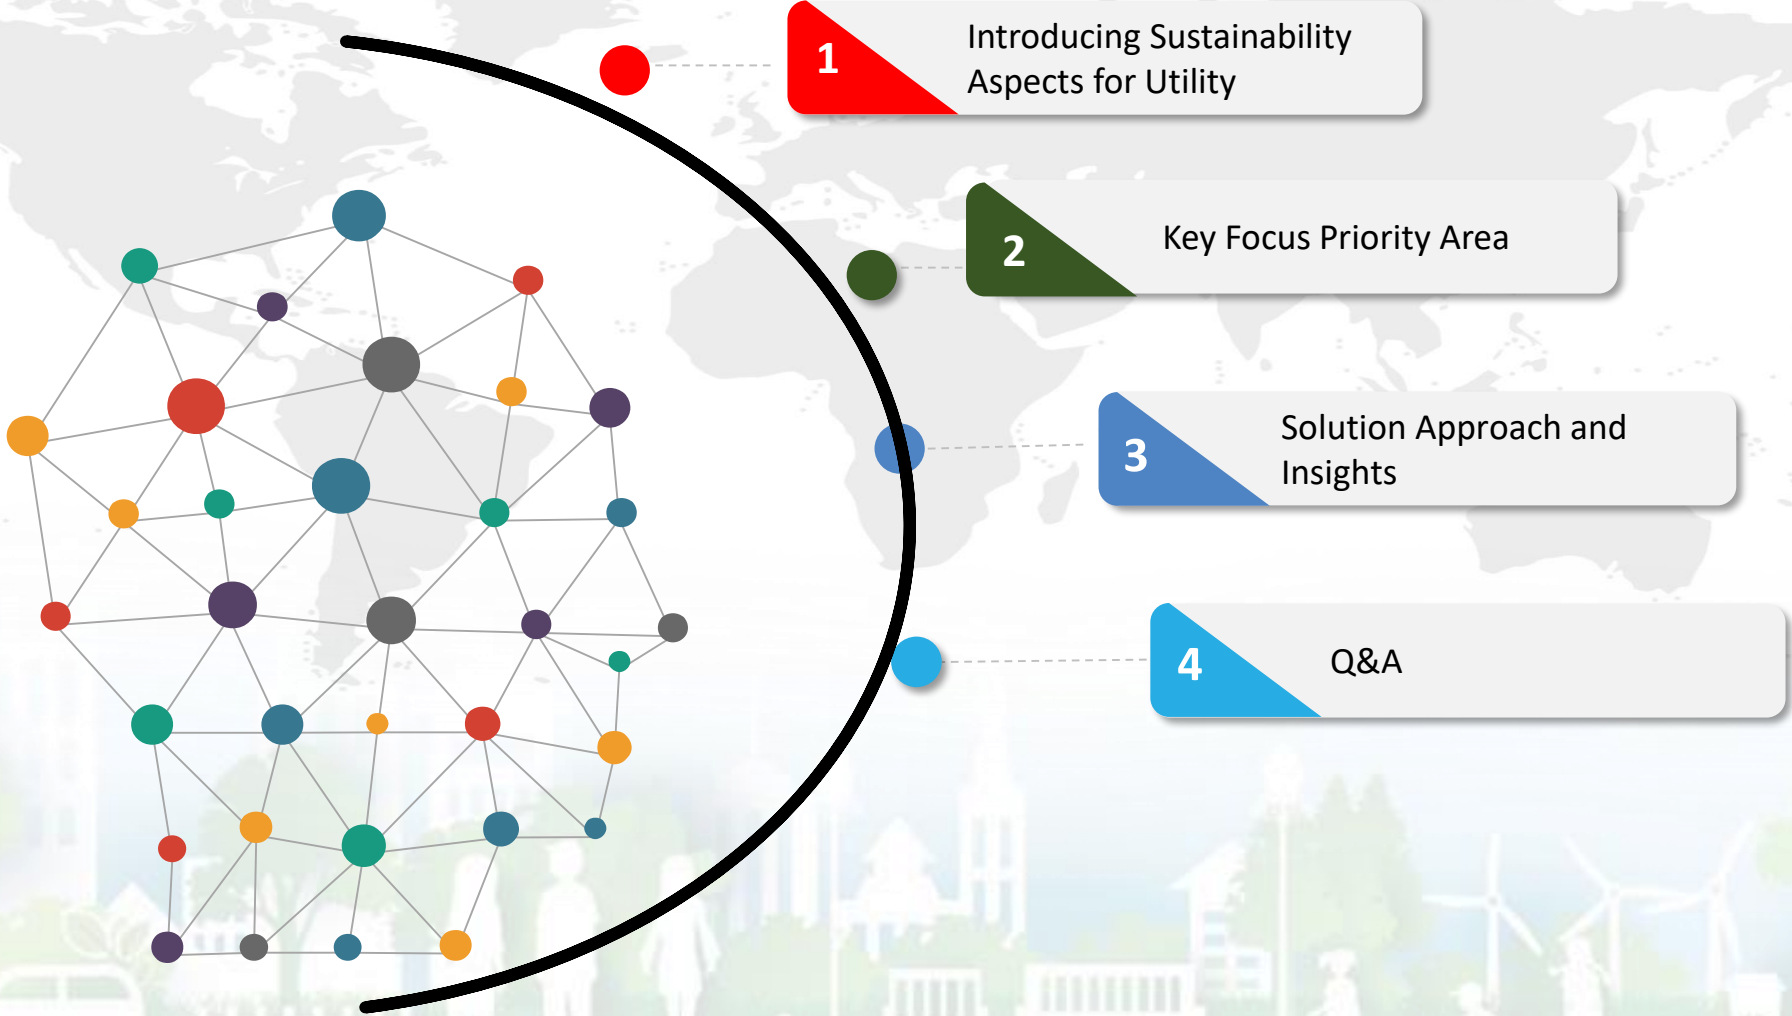 1
Introducing Sustainability
Aspects for Utility
2
Key Focus Priority Area
3
Solution Approach and
Insights
4
Q&A